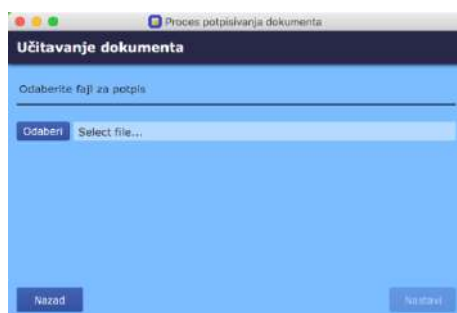 Proces potpisivanja dokumenta
Učitavanje dokumenta
Odaberite fajl za potpis
Odaberi Select file...
Nazad Nastavi